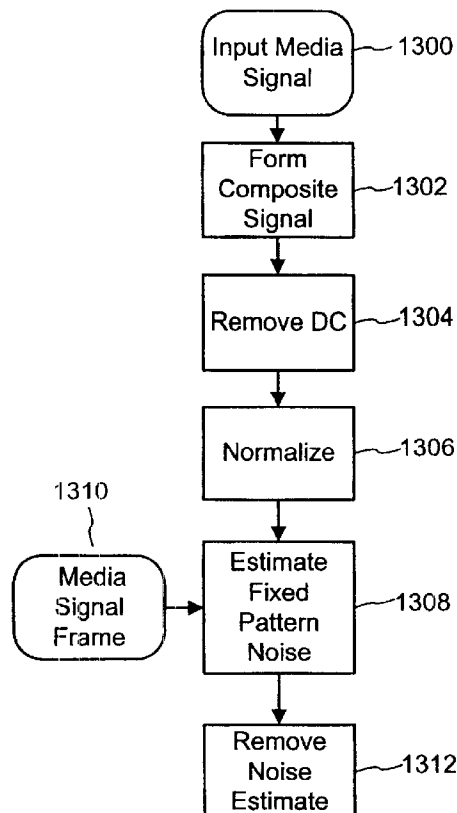 Input Media
Signal
1300
Form
Composite
Signal
1302
Remove DC
1304
Normalize
1306
1310
Media
Signal
Frame
Estimate
Fixed
Pattern
Noise
1308
Remove
Noise
Estimate
1312